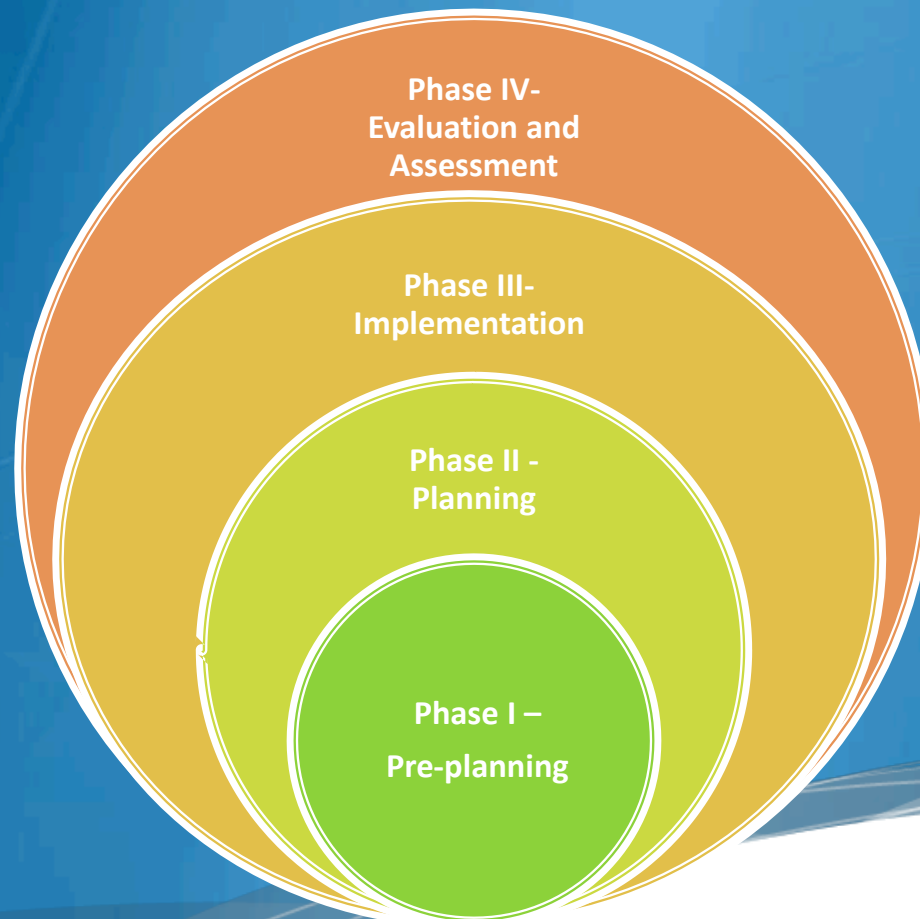 Phase IV-
Evaluation and
Assessment
Phase III-
Implementation
Phase II -
Planning
Phase I –
Pre-planning